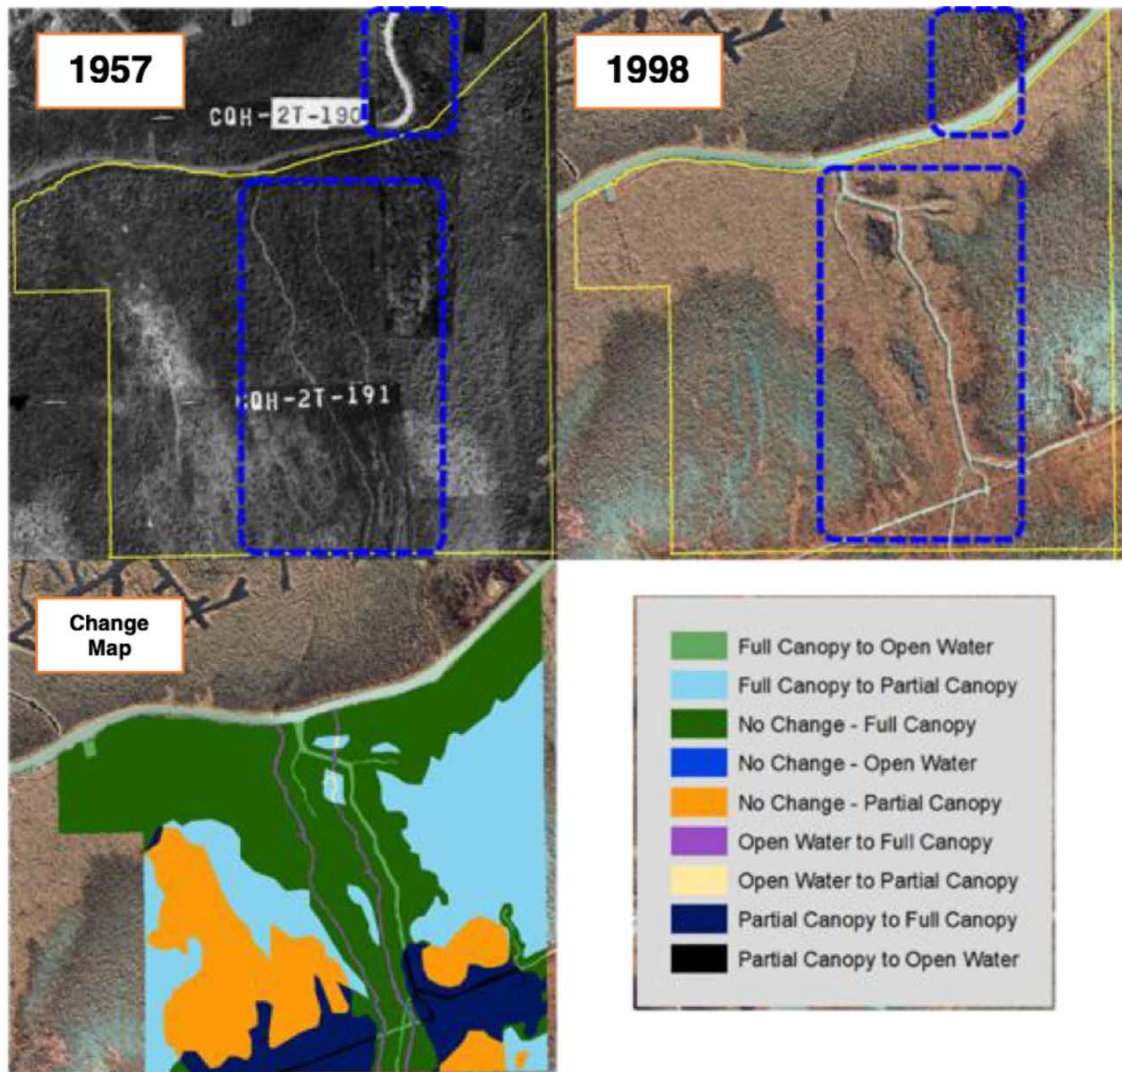 1957
CQH-2T-190
CQH-2T-191
1998
Change
Map
Full Canopy to Open Water
Full Canopy to Partial Canopy
No Change - Full Canopy
No Change - Open Water
No Change - Partial Canopy
Open Water to Full Canopy
Open Water to Partial Canopy
Partial Canopy to Full Canopy
Partial Canopy to Open Water